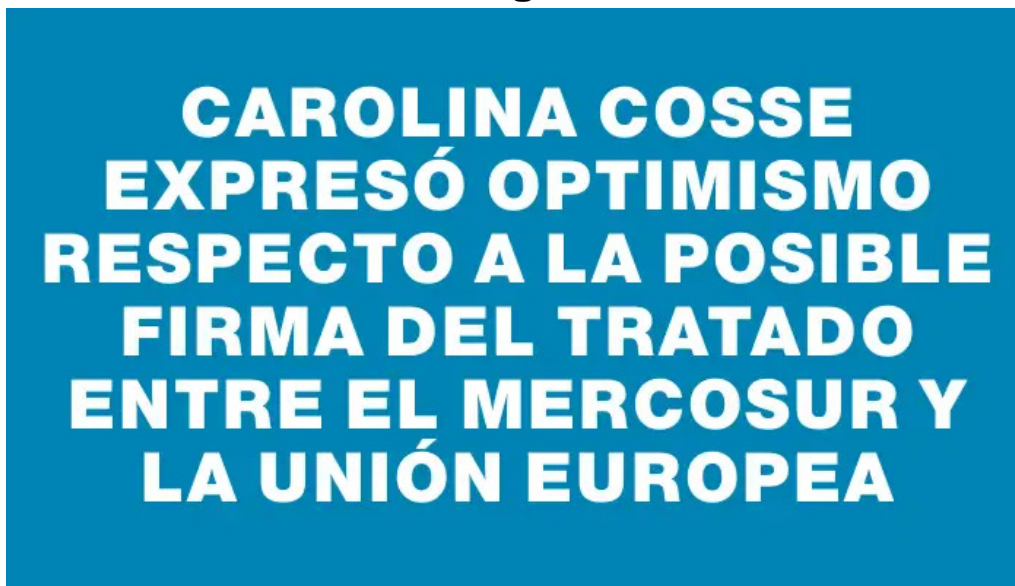 CAROLINA COSSE
EXPRESÓ OPTIMISMO
RESPECTO A LA POSIBLE
FIRMA DEL TRATADO
ENTRE EL MERCOSUR Y
LA UNIÓN EUROPEA